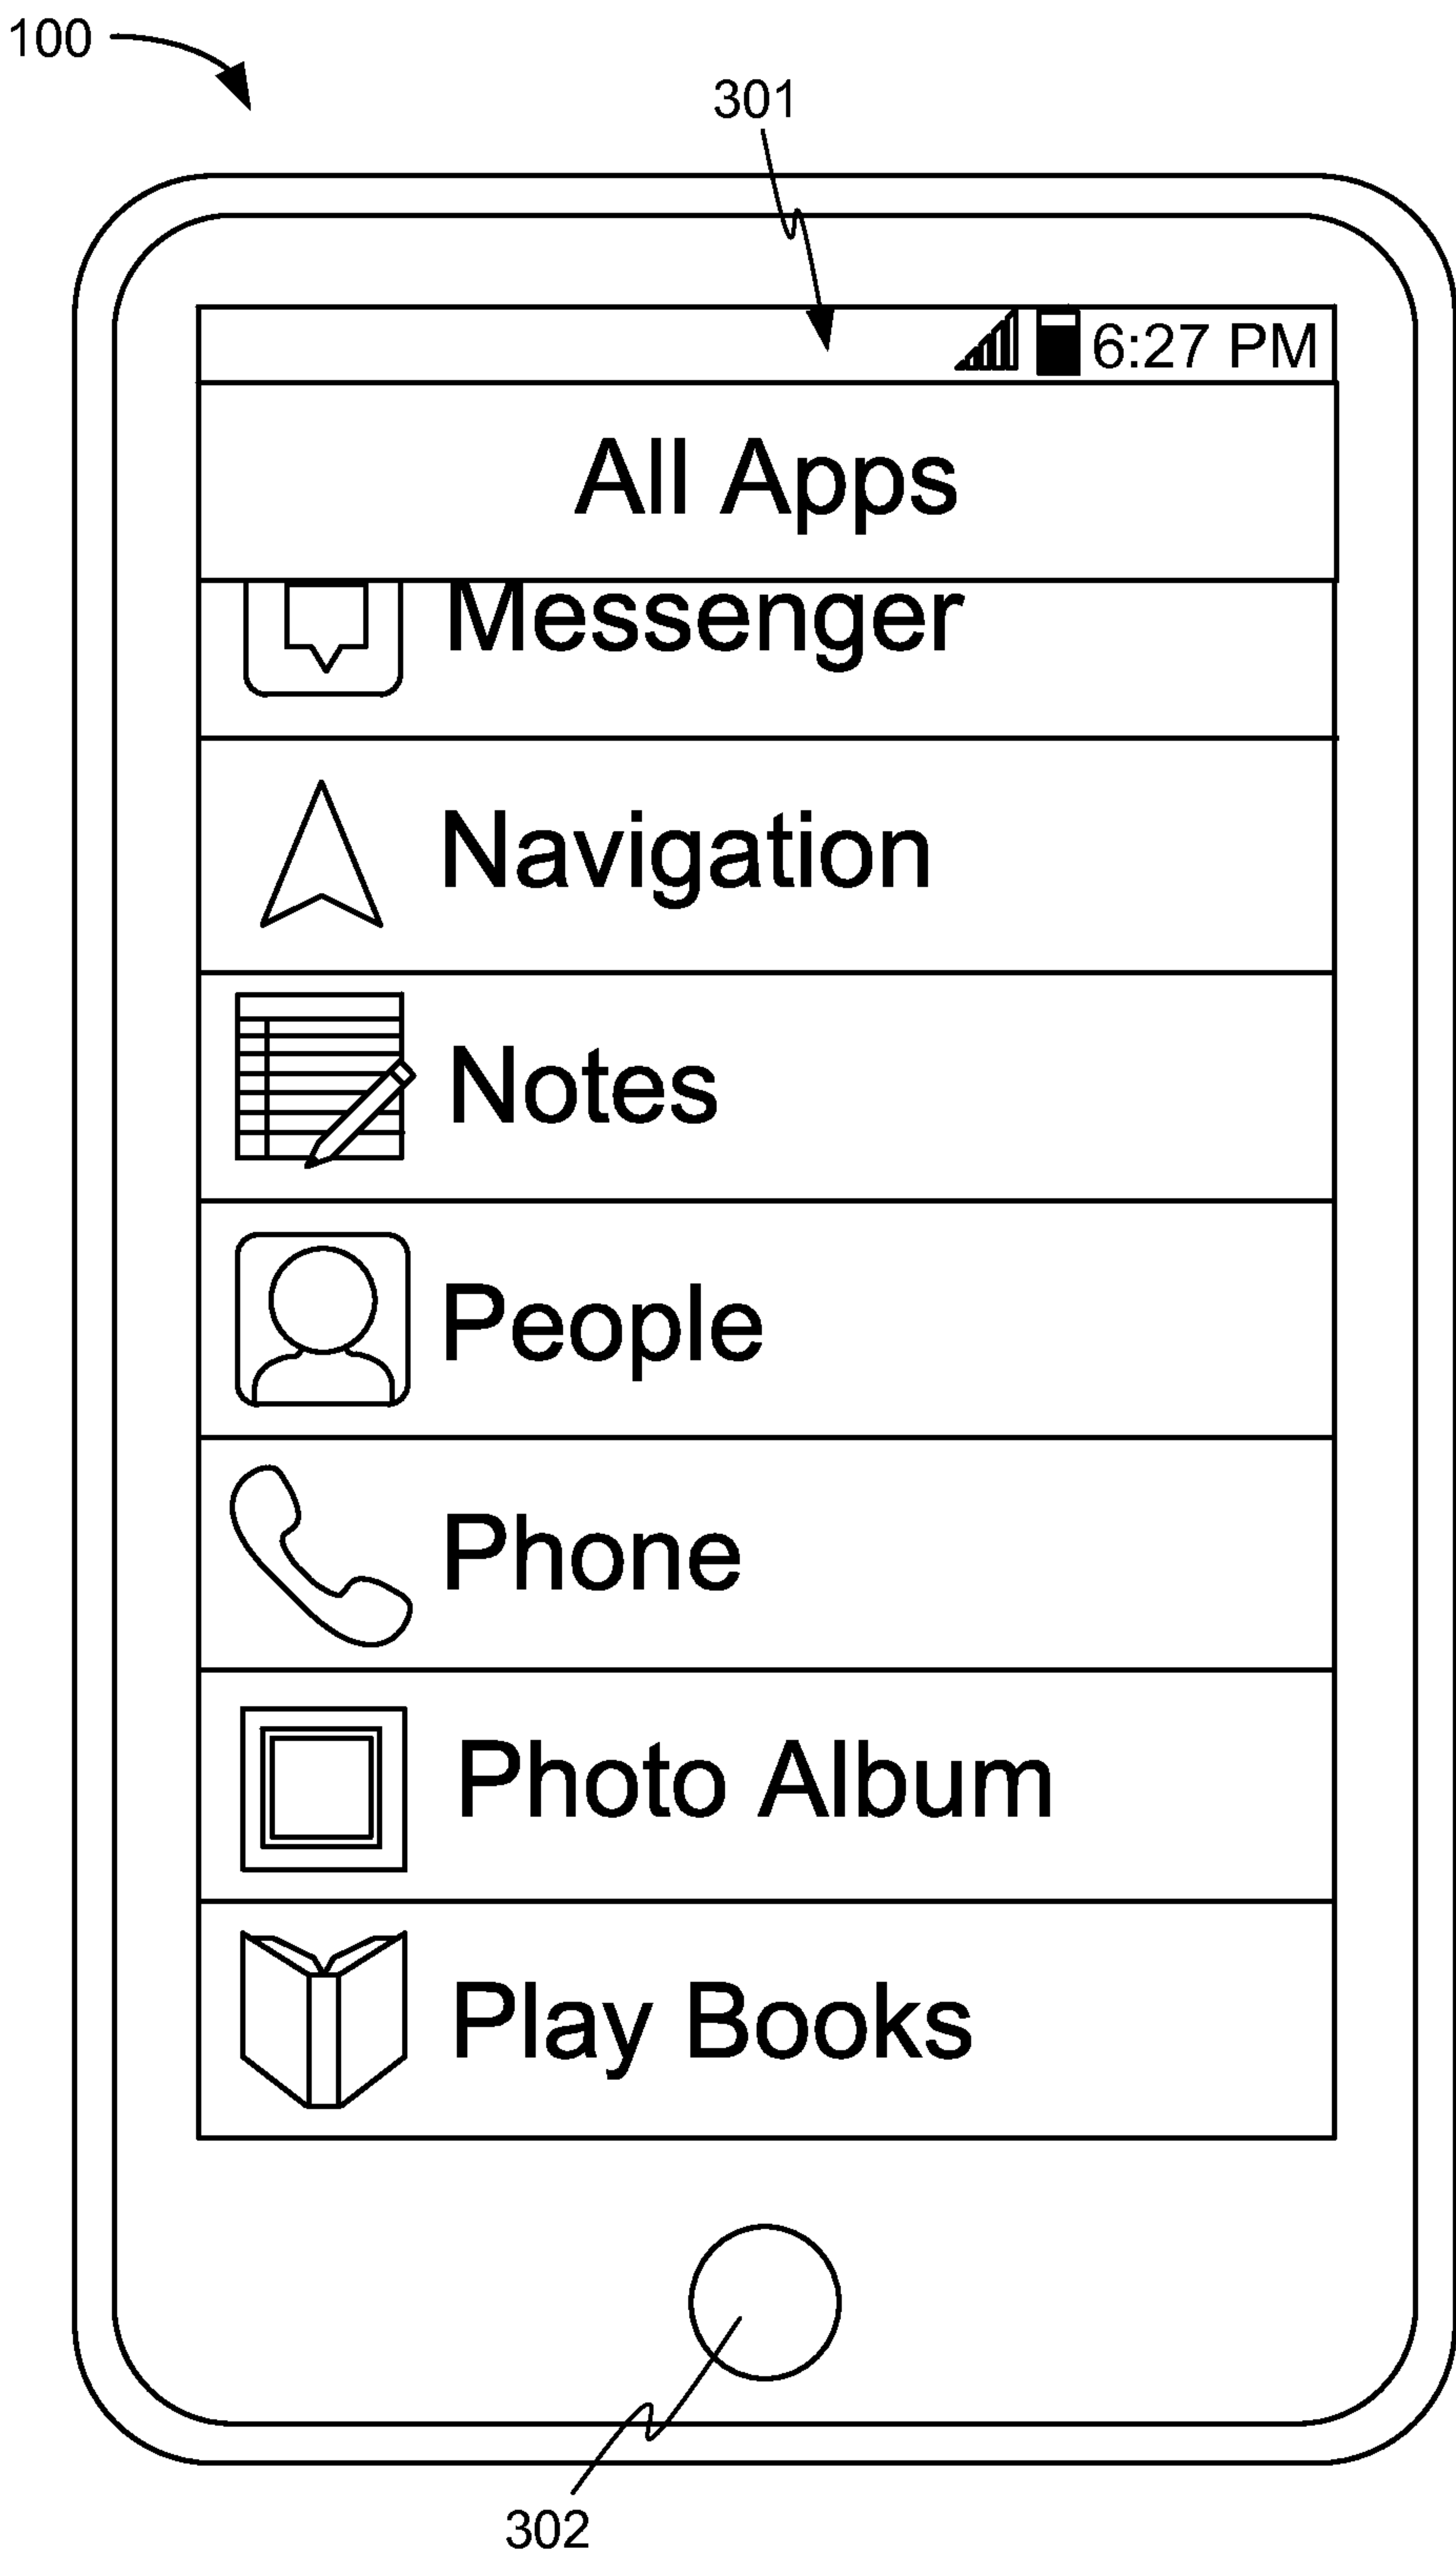 100
301
6:27 PM
All Apps
Messenger
Navigation
Notes
People
Phone
Photo Album
Play Books
302